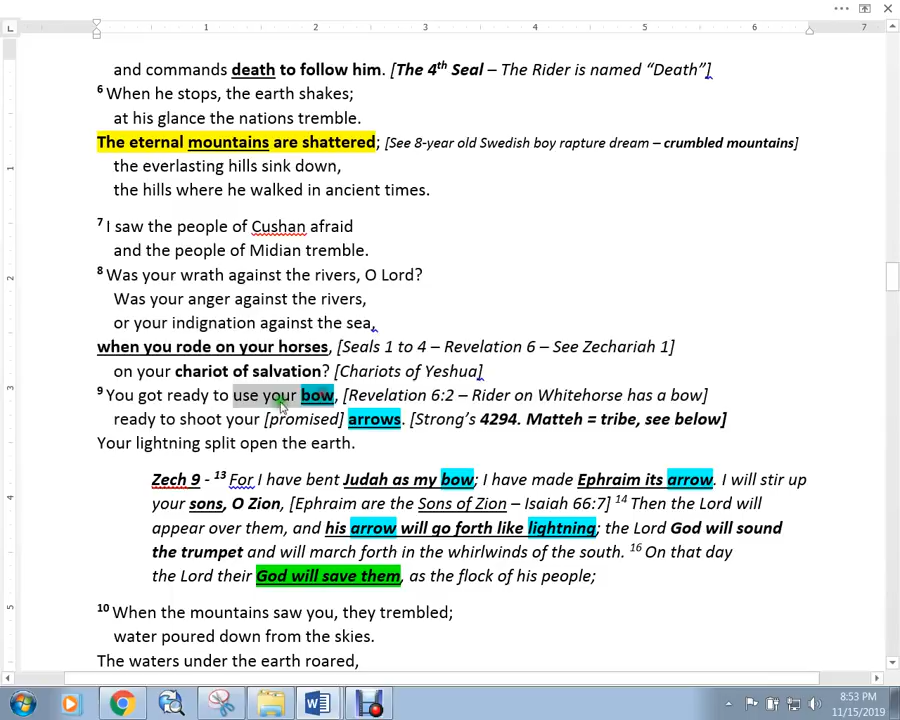 1 2 3 4 5 6 7
and commands death to follow him. [The 4th Seal – The Rider is named “Death”]
6 When he stops, the earth shakes;
at his glance the nations tremble.
The eternal mountains are shattered; [See 8-year old Swedish boy rapture dream – crumbled mountains]
the everlasting hills sink down,
the hills where he walked in ancient times.
7 I saw the people of Cushan afraid
and the people of Midian tremble.
8 Was your wrath against the rivers, O Lord?
Was your anger against the rivers,
or your indignation against the sea,
when you rode on your horses, [Seals 1 to 4 – Revelation 6 – See Zechariah 1]
on your chariot of salvation? [Chariots of Yeshua]
9 You got ready to use your bow, [Revelation 6:2 – Rider on Whitehorse has a bow]
ready to shoot your [promised] arrows. [Strong’s 4294. Matteh = tribe, see below]
Your lightning split open the earth.
Zech 9 - 13 For I have bent Judah as my bow; I have made Ephraim its arrow. I will stir up
your sons, O Zion, [Ephraim are the Sons of Zion – Isaiah 66:7] 14 Then the Lord will
appear over them, and his arrow will go forth like lightning; the Lord God will sound
the trumpet and will march forth in the whirlwinds of the south. 16 On that day
the Lord their God will save them, as the flock of his people;
10 When the mountains saw you, they trembled;
water poured down from the skies.
The waters under the earth roared,
1
2
3
4
5
8:53 PM
11/15/2019